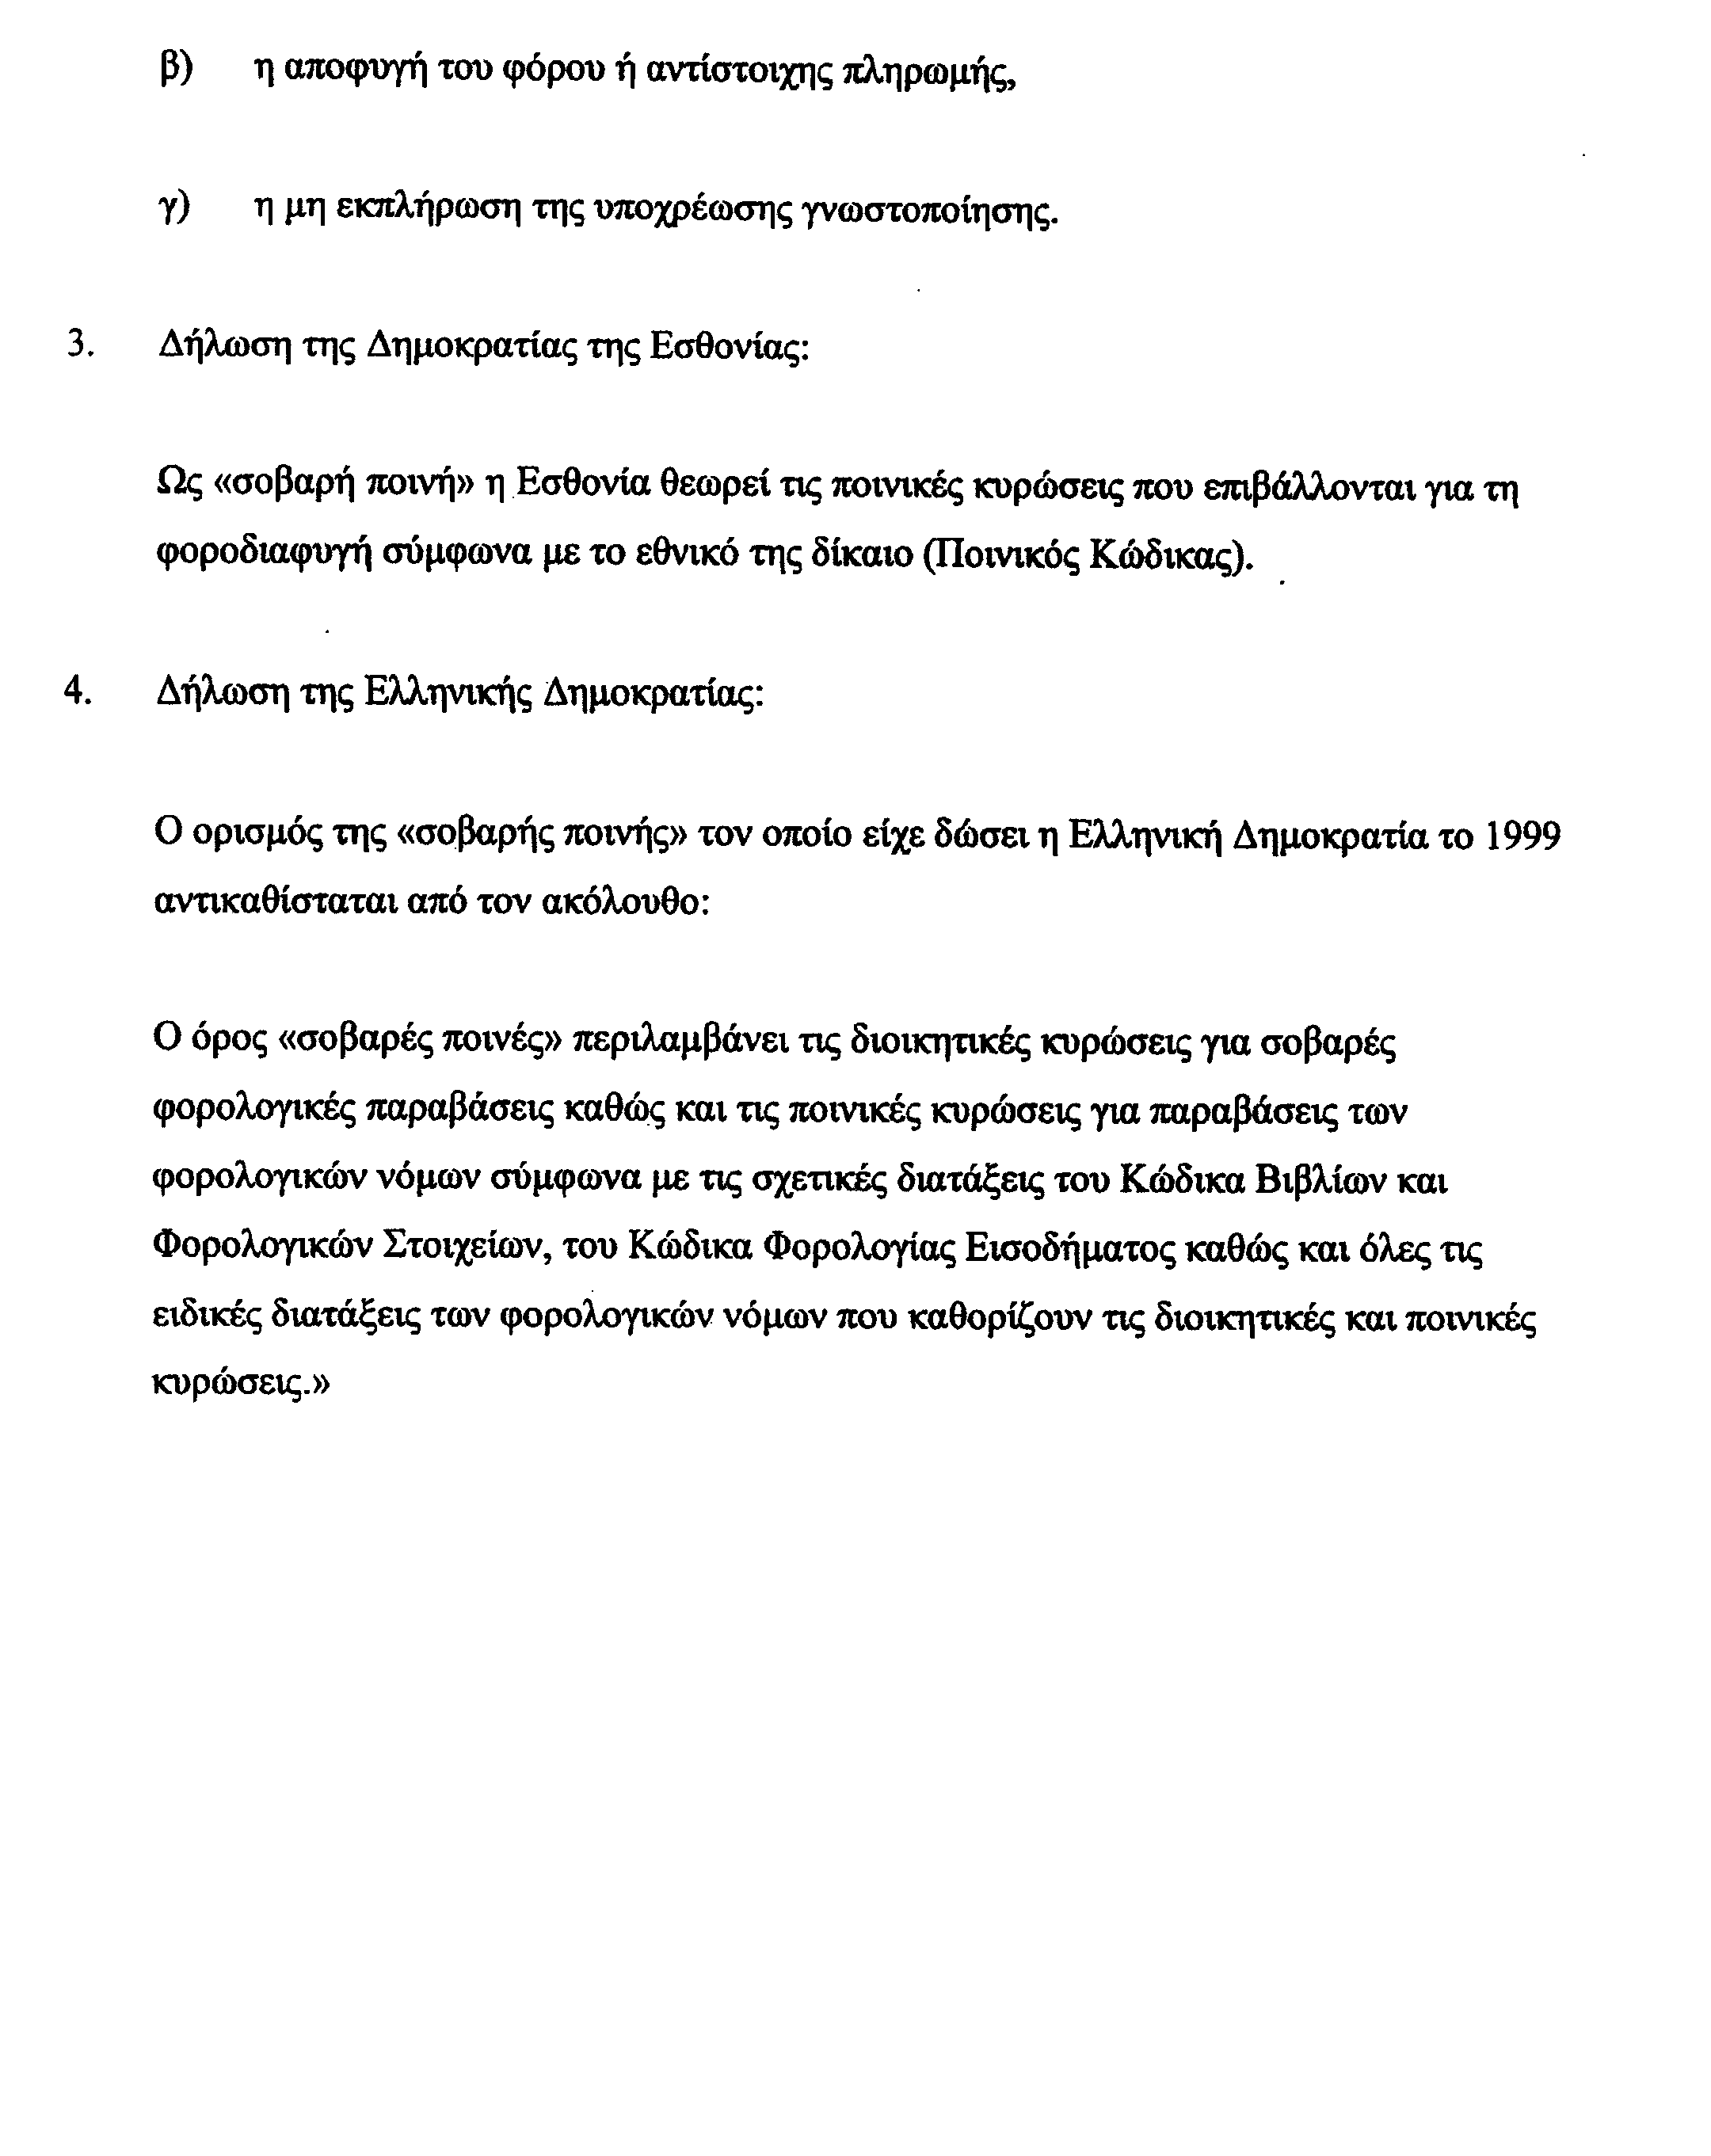 β) η αποφυγή του φόρου ή αντίστοιχης πληρωμής,
γ) η μη εκπλήρωση της υποχρέωσης γνωστοποίησης.
3. Δήλωση της Δημοκρατίας της Εσθονίας:
Ως «σοβαρή ποινή» η Εσθονία θεωρεί τις ποινικές κυρώσεις που επιβάλλονται για τη
φοροδιαφυγή σύμφωνα με το εθνικό της δίκαιο (Ποινικός Κώδικας).
4. Δήλωση της Ελληνικής Δημοκρατίας:
Ο ορισμός της «σοβαρής ποινής» τον οποίο είχε δώσει η Ελληνική Δημοκρατία το 1999
αντικαθίσταται από τον ακόλουθο:
Ο όρος «σοβαρές ποινές» περιλαμβάνει τις διοικητικές κυρώσεις για σοβαρές
φορολογικές παραβάσεις καθώς και τις ποινικές κυρώσεις για παραβάσεις των
φορολογικών νόμων σύμφωνα με τις σχετικές διατάξεις του Κώδικα Βιβλίων και
Φορολογικών Στοιχείων, του Κώδικα Φορολογίας Εισοδήματος καθώς και όλες τις
ειδικές διατάξεις των φορολογικών νόμων που καθορίζουν τις διοικητικές και ποινικές
κυρώσεις.»